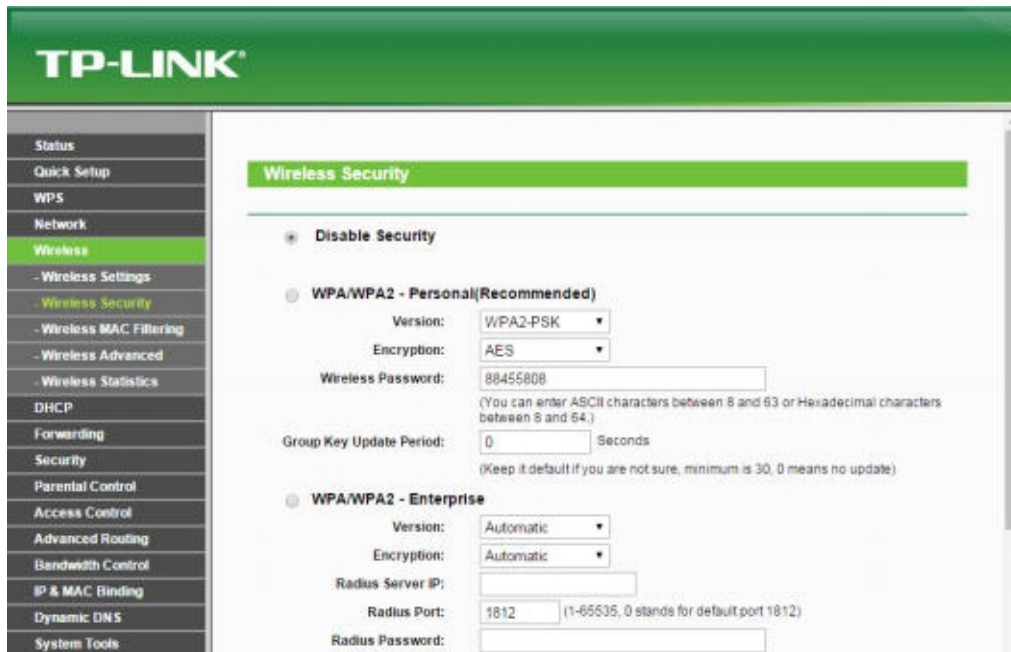 TP-LINK®
Status
Quick Setup
WPS
Network
Wireless
- Wireless Settings
- Wireless Security
- Wireless MAC Filtering
- Wireless Advanced
- Wireless Statistics
DHCP
Forwarding
Security
Parental Control
Access Control
Advanced Routing
Bandwidth Control
IP & MAC Binding
Dynamic DNS
System Tools
Wireless Security
Disable Security
WPA/WPA2 - Personal(Recommended)
Version: WPA2-PSK
Encryption: AES
Wireless Password: 88455808
(You can enter ASCII characters between 8 and 63 or Hexadecimal characters
between 8 and 64.)
Group Key Update Period: 0 Seconds
(Keep it default if you are not sure, minimum is 30, 0 means no update)
WPA/WPA2 - Enterprise
Version: Automatic
Encryption: Automatic
Radius Server IP:
Radius Port: 1812 (1-65535, 0 stands for default port 1812)
Radius Password: